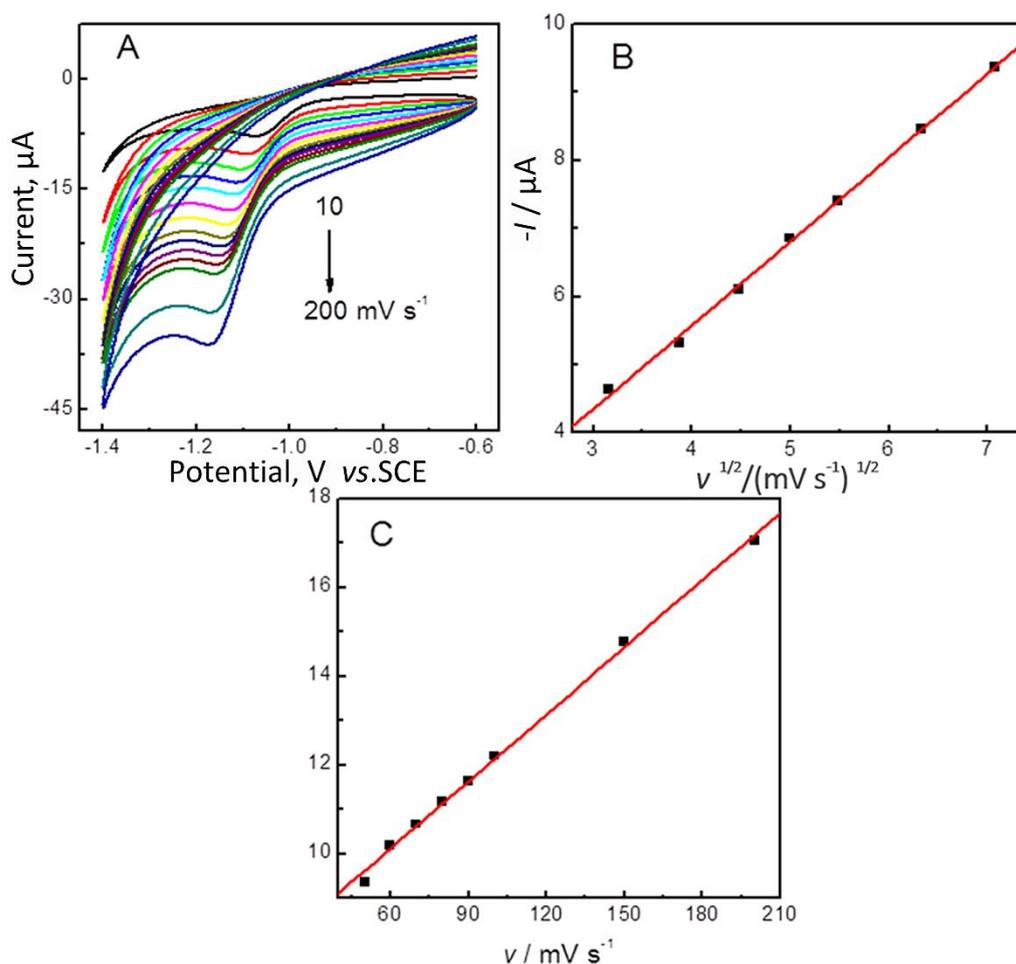 A
Current, µA
0
-15
-30
-45
10
200 mV s⁻¹
-1.4 -1.2 -1.0 -0.8 -0.6
Potential, V vs.SCE
B
-I / µA
10
8
6
4
3 4 5 6 7
v ¹/²/(mV s⁻¹) ¹/²
C
18
16
14
12
10
60 90 120 150 180 210
v / mV s⁻¹